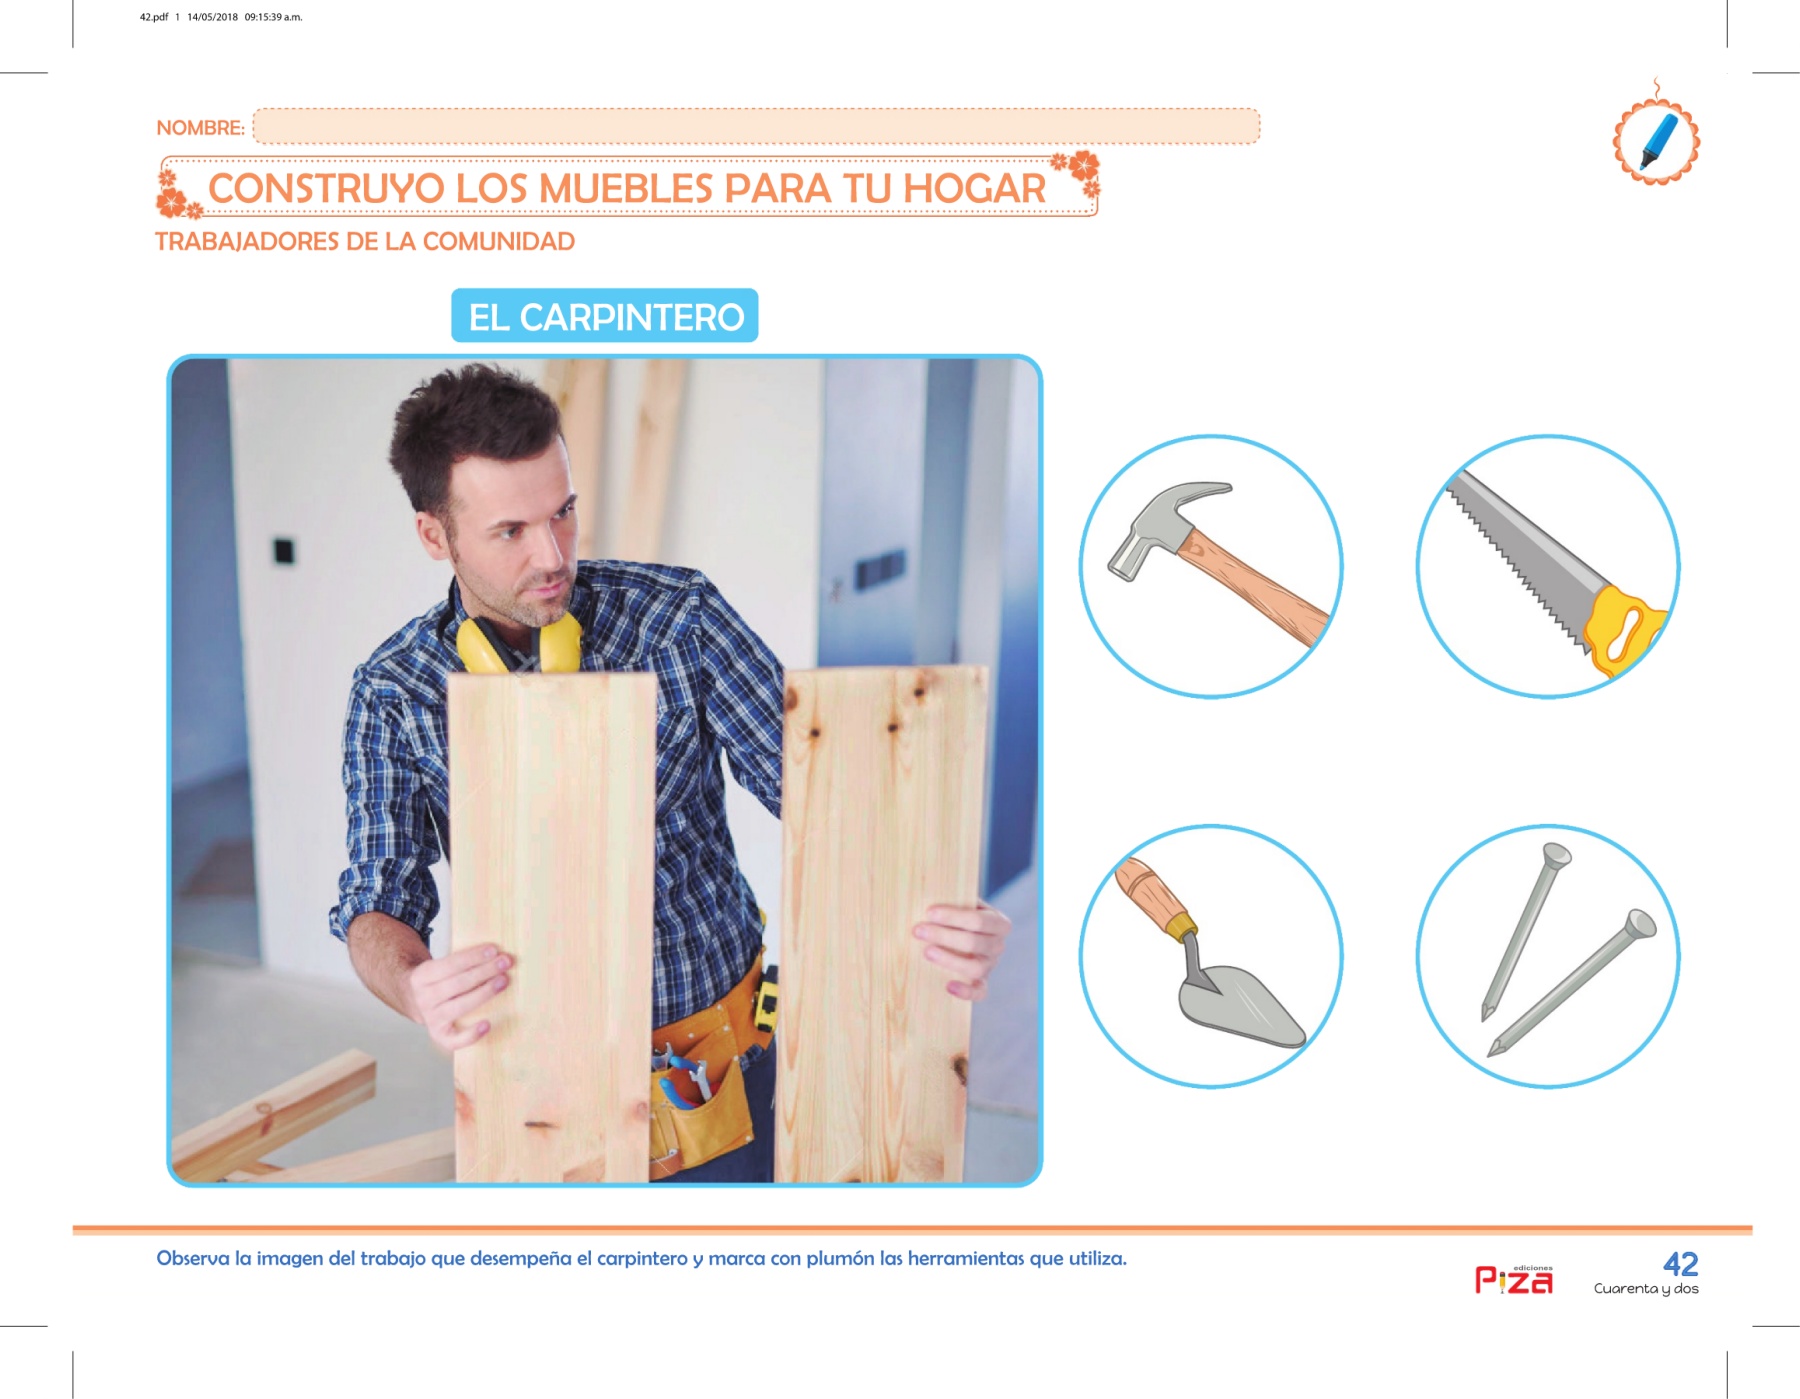 42.pdf 1 14/05/2018 09:15:39 a.m.
NOMBRE:
CONSTRUYO LOS MUEBLES PARA TU HOGAR
TRABAJADORES DE LA COMUNIDAD
EL CARPINTERO
Observa la imagen del trabajo que desempeña el carpintero y marca con plumón las herramientas que utiliza.
ediciones
Piza
42
Cuarenta y dos